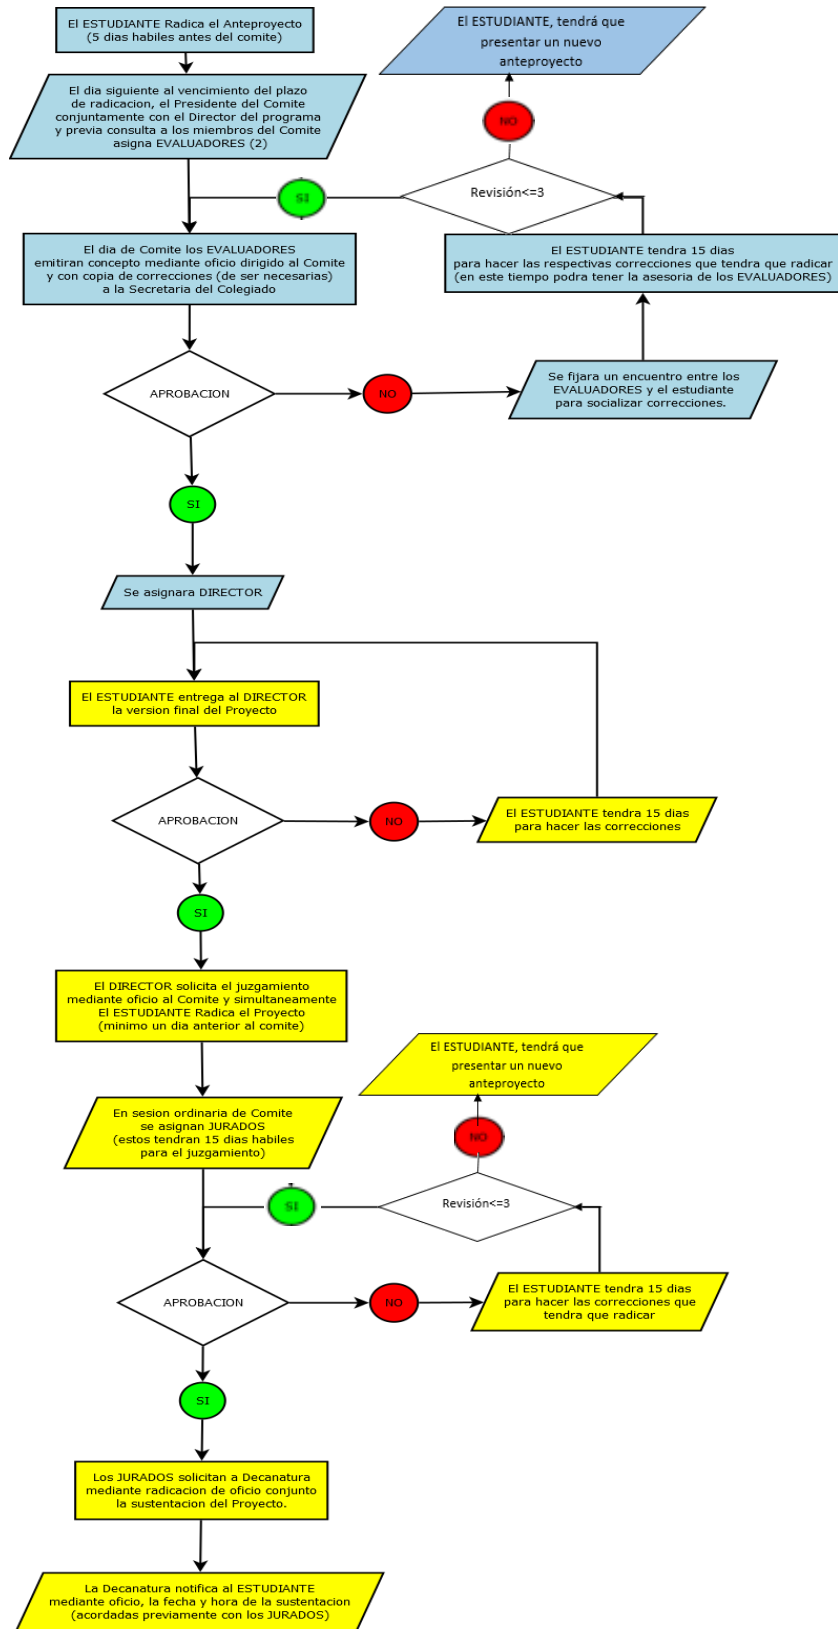 El ESTUDIANTE Radica el Anteproyecto
(5 dias habiles antes del comite)
El ESTUDIANTE, tendrá que
presentar un nuevo
anteproyecto
El dia siguiente al vencimiento del plazo
de radicacion, el Presidente del Comite
conjuntamente con el Director del programa
y previa consulta a los miembros del Comite
asigna EVALUADORES (2)
NO
SI
Revisión<=3
El dia de Comite los EVALUADORES
emitiran concepto mediante oficio dirigido al Comite
y con copia de correcciones (de ser necesarias)
a la Secretaria del Colegiado
El ESTUDIANTE tendra 15 dias
para hacer las respectivas correcciones que tendra que radicar
(en este tiempo podra tener la asesoria de los EVALUADORES)
APROBACION
NO
Se fijara un encuentro entre los
EVALUADORES y el estudiante
para socializar correcciones.
SI
Se asignara DIRECTOR
El ESTUDIANTE entrega al DIRECTOR
la version final del Proyecto
APROBACION
NO
El ESTUDIANTE tendra 15 dias
para hacer las correcciones
SI
El DIRECTOR solicita el juzgamiento
mediante oficio al Comite y simultaneamente
El ESTUDIANTE Radica el Proyecto
(minimo un dia anterior al comite)
El ESTUDIANTE, tendrá que
presentar un nuevo
anteproyecto
En sesion ordinaria de Comite
se asignan JURADOS
(estos tendran 15 dias habiles
para el juzgamiento)
NO
SI
Revisión<=3
APROBACION
NO
El ESTUDIANTE tendra 15 dias
para hacer las correcciones que
tendra que radicar
SI
Los JURADOS solicitan a Decanatura
mediante radicacion de oficio conjunto
la sustentacion del Proyecto.
La Decanatura notifica al ESTUDIANTE
mediante oficio, la fecha y hora de la sustentacion
(acordadas previamente con los JURADOS)